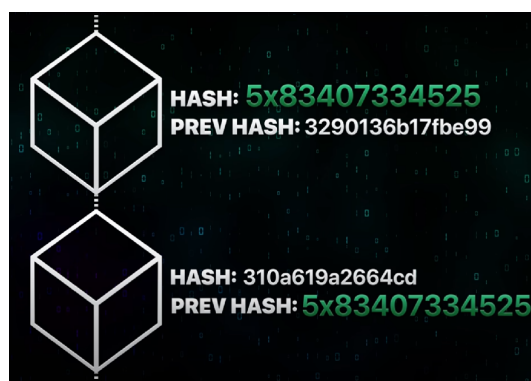 HASH: 5x83407334525
PREV HASH: 3290136b17fbe99
HASH: 310a619a2664cd
PREV HASH: 5x83407334525